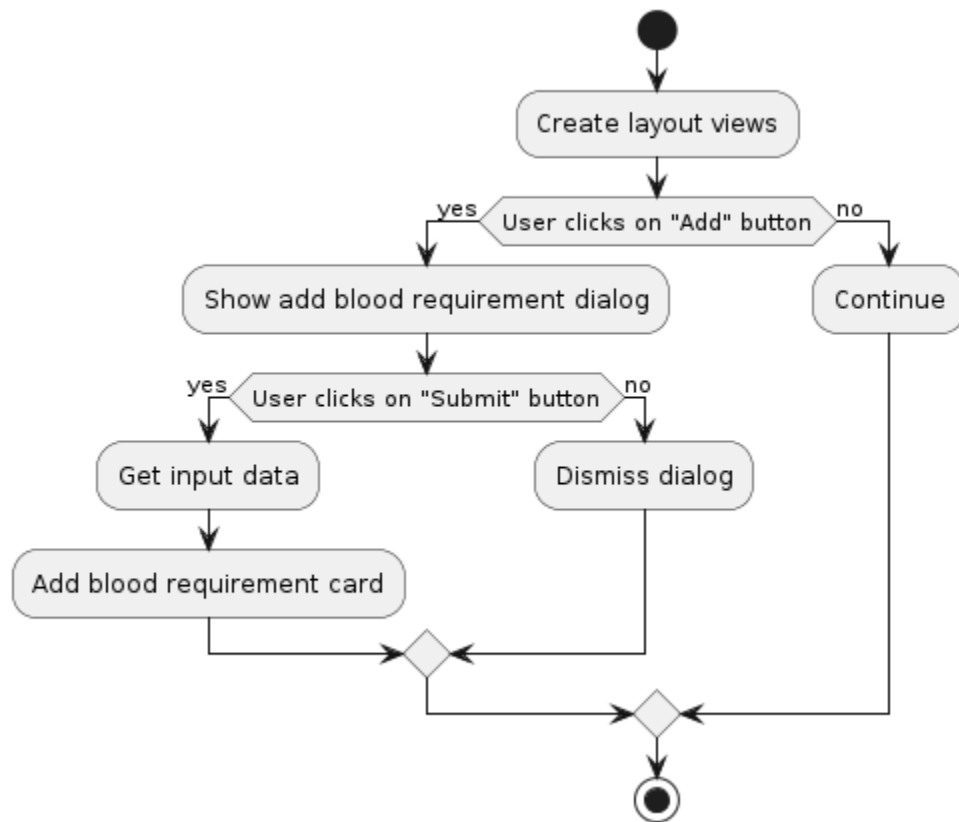 Create layout views
yes
User clicks on "Add" button
no
Show add blood requirement dialog
Continue
yes
User clicks on "Submit" button
no
Get input data
Dismiss dialog
Add blood requirement card